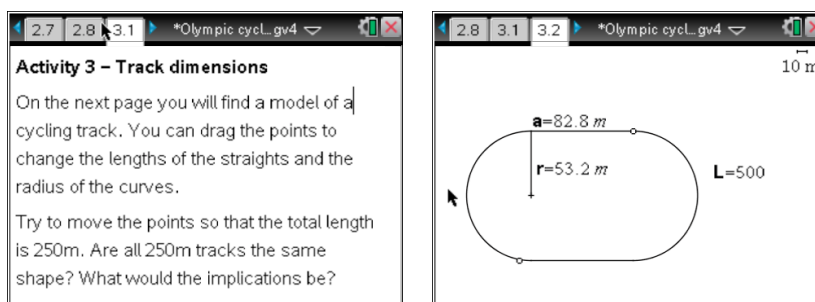 2.7 2.8 3.1 *Olympic cycl...gv4
Activity 3 – Track dimensions
On the next page you will find a model of a
cycling track. You can drag the points to
change the lengths of the straights and the
radius of the curves.
Try to move the points so that the total length
is 250m. Are all 250m tracks the same
shape? What would the implications be?
2.8 3.1 3.2 *Olympic cycl...gv4
10 m
a=82.8 m
r=53.2 m
L=500